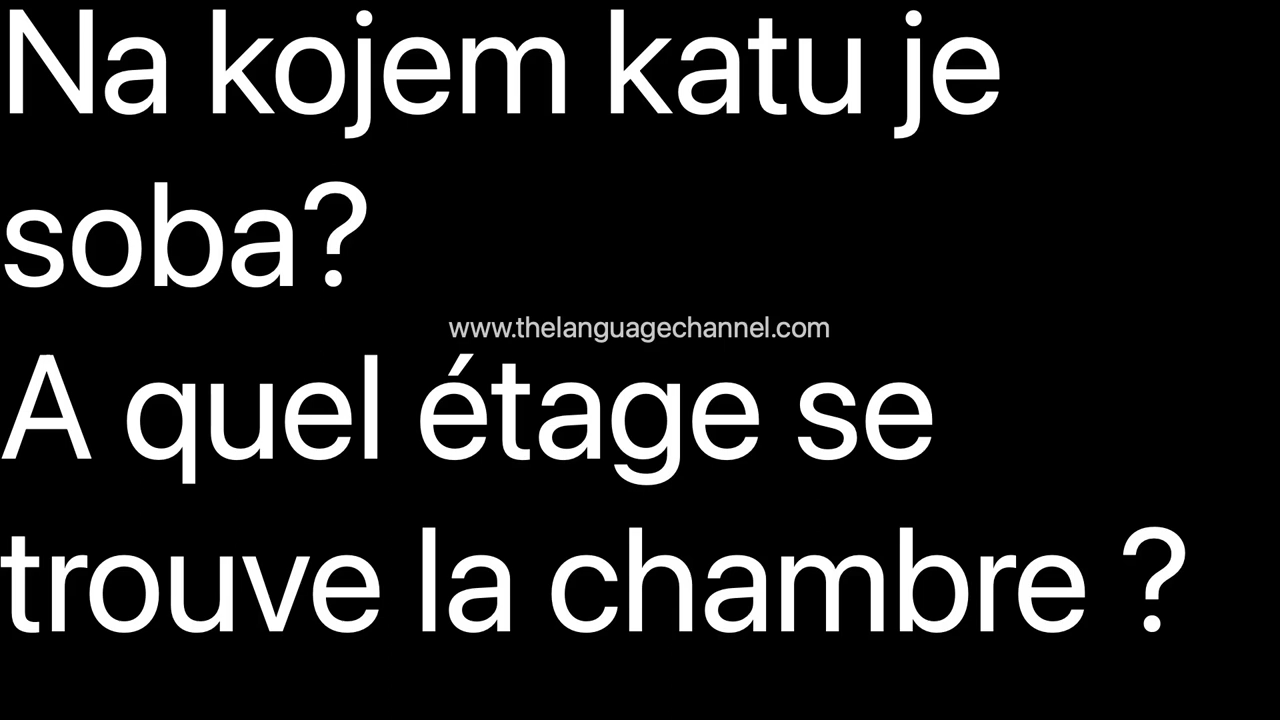 Na kojem katu je
soba?
www.thelanguagechannel.com
A quel étage se
trouve la chambre ?